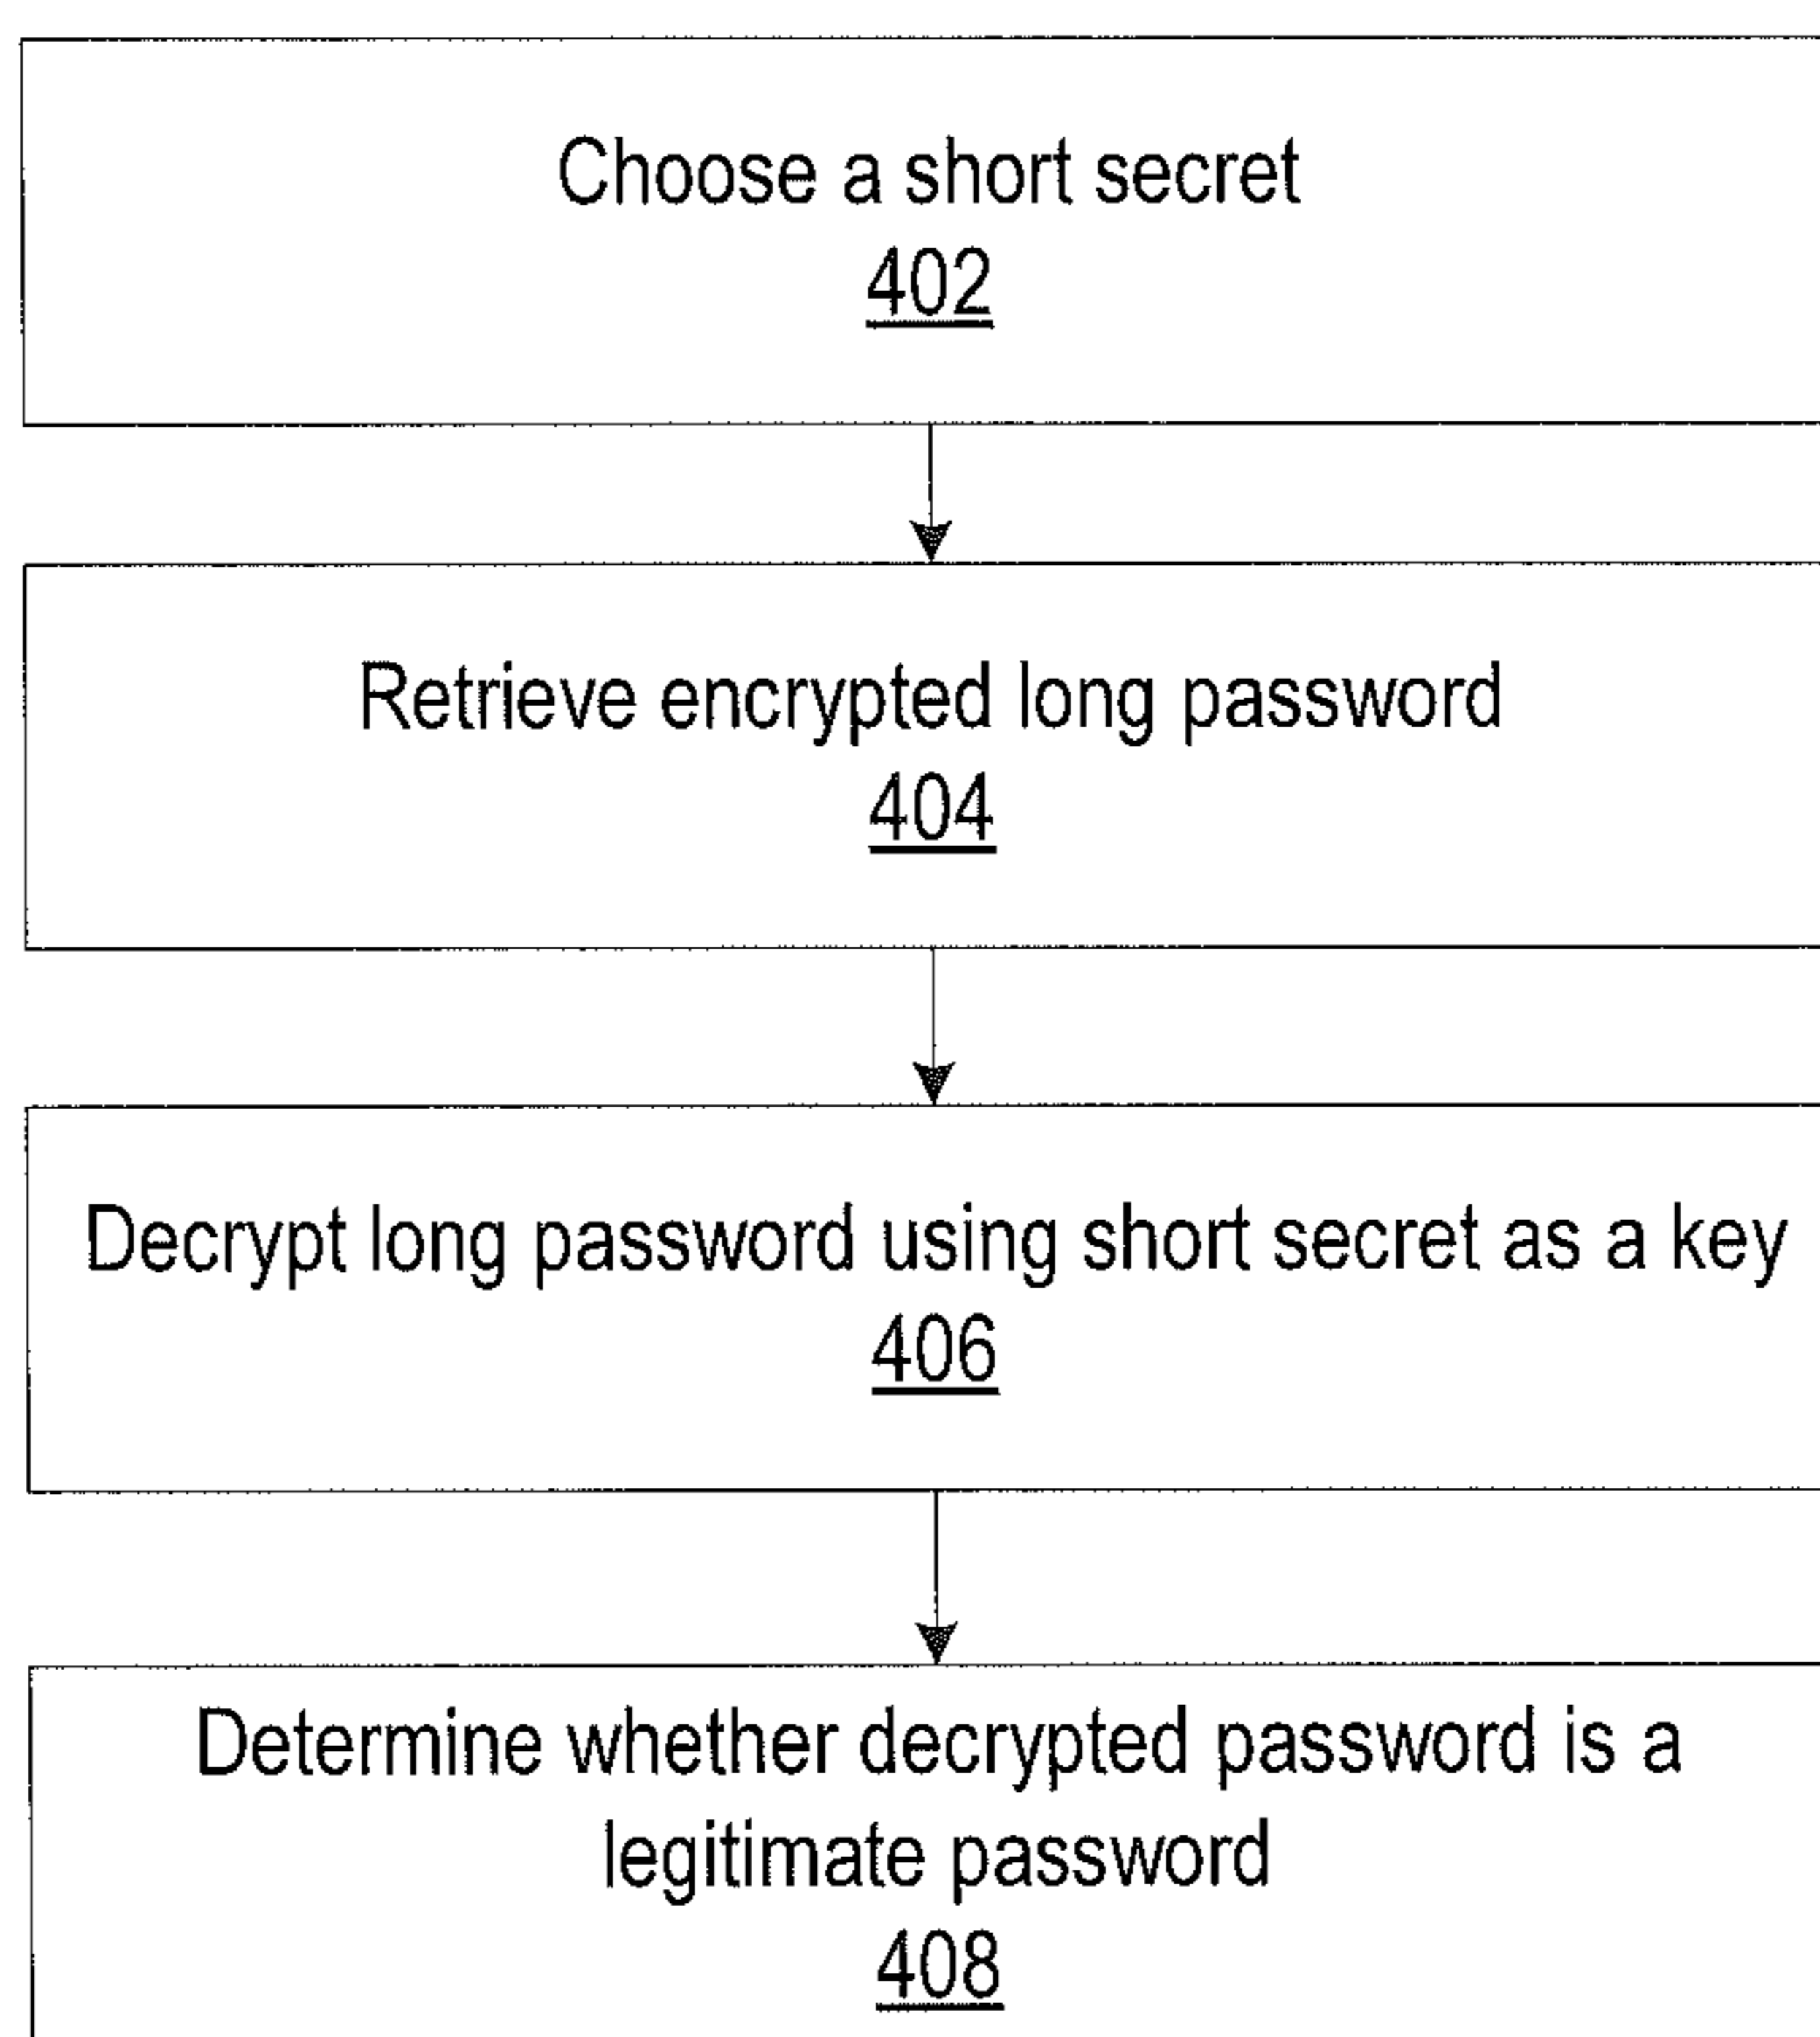 Choose a short secret
402
Retrieve encrypted long password
404
Decrypt long password using short secret as a key
406
Determine whether decrypted password is a
legitimate password
408